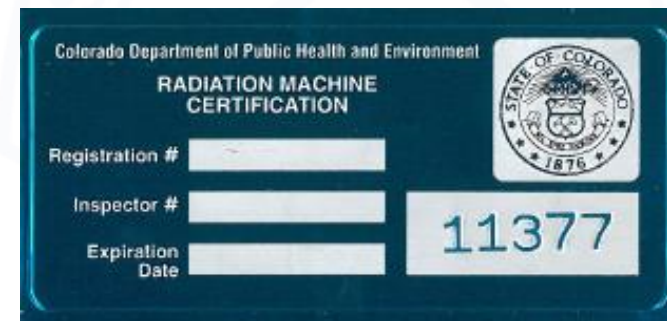 Colorado Department of Public Health and Environment
RADIATION MACHINE
CERTIFICATION
Registration #
Inspector #
Expiration
Date
STATE OF COLORADO
1876
11377